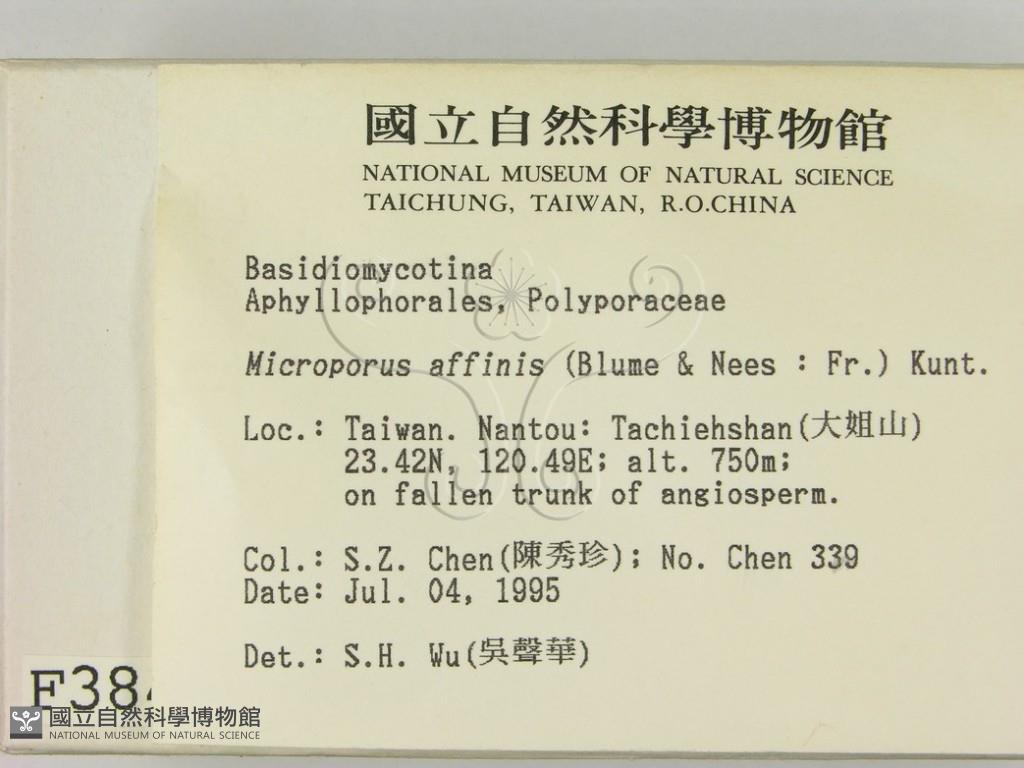 國立自然科學博物館
NATIONAL MUSEUM OF NATURAL SCIENCE
TAICHUNG, TAIWAN, R.O.CHINA
Basidiomycotina
Aphyllophorales, Polyporaceae
Microporus affinis (Blume & Nees : Fr.) Kunt.
Loc.: Taiwan. Nantou: Tachiehshan(大姐山)
23.42N, 120.49E; alt. 750m;
on fallen trunk of angiosperm.
Col.: S.Z. Chen(陳秀珍); No. Chen 339
Date: Jul. 04, 1995
Det.: S.H. Wu(吳聲華)
國立自然科學博物館
NATIONAL MUSEUM OF NATURAL SCIENCE